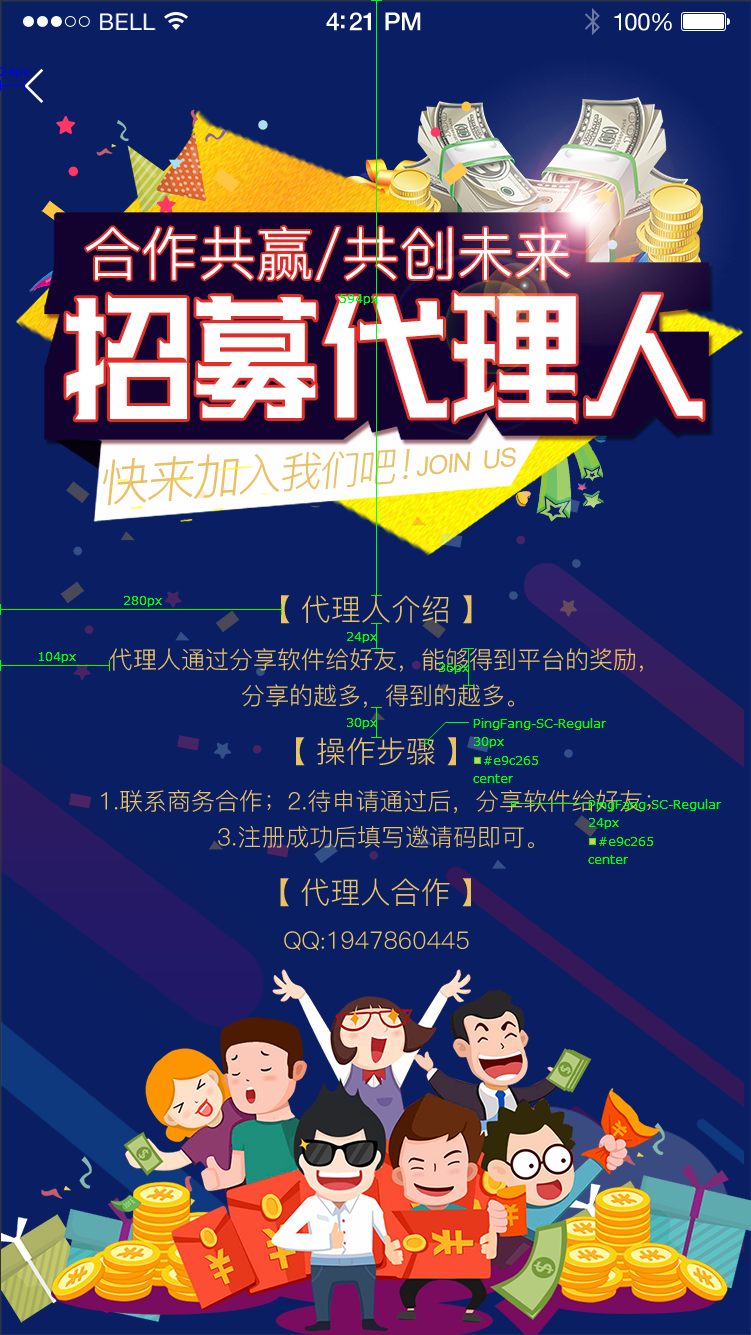 BELL 4:21 PM 100%
合作共赢/共创未来
594px
招募代理人
快来加入我们吧!JOIN US
280px
【 代理人介绍 】
24px
104px
代理人通过分享软件给好友，能够得到平台的奖励，
分享的越多，得到的越多。
30px
PingFang-SC-Regular
30px
#e9c265
center
【 操作步骤 】
1.联系商务合作；2.待申请通过后，分享软件给好友；
PingFang-SC-Regular
24px
#e9c265
center
3.注册成功后填写邀请码即可。
【 代理人合作 】
QQ:1947860445